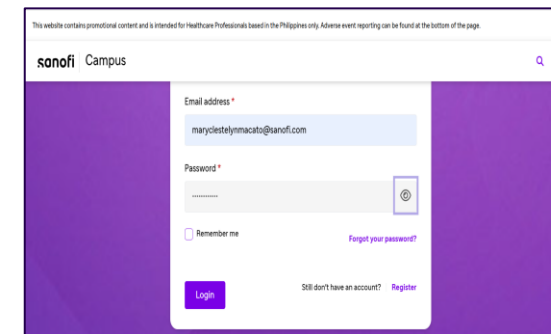 This website contains promotional content and is intended for Healthcare Professionals based in the Philippines only. Adverse event reporting can be found at the bottom of the page.
sanofi Campus
Email address *
maryclestelynmacato@sanofi.com
Password *
············
Remember me
Forgot your password?
Login
Still don't have an account? Register